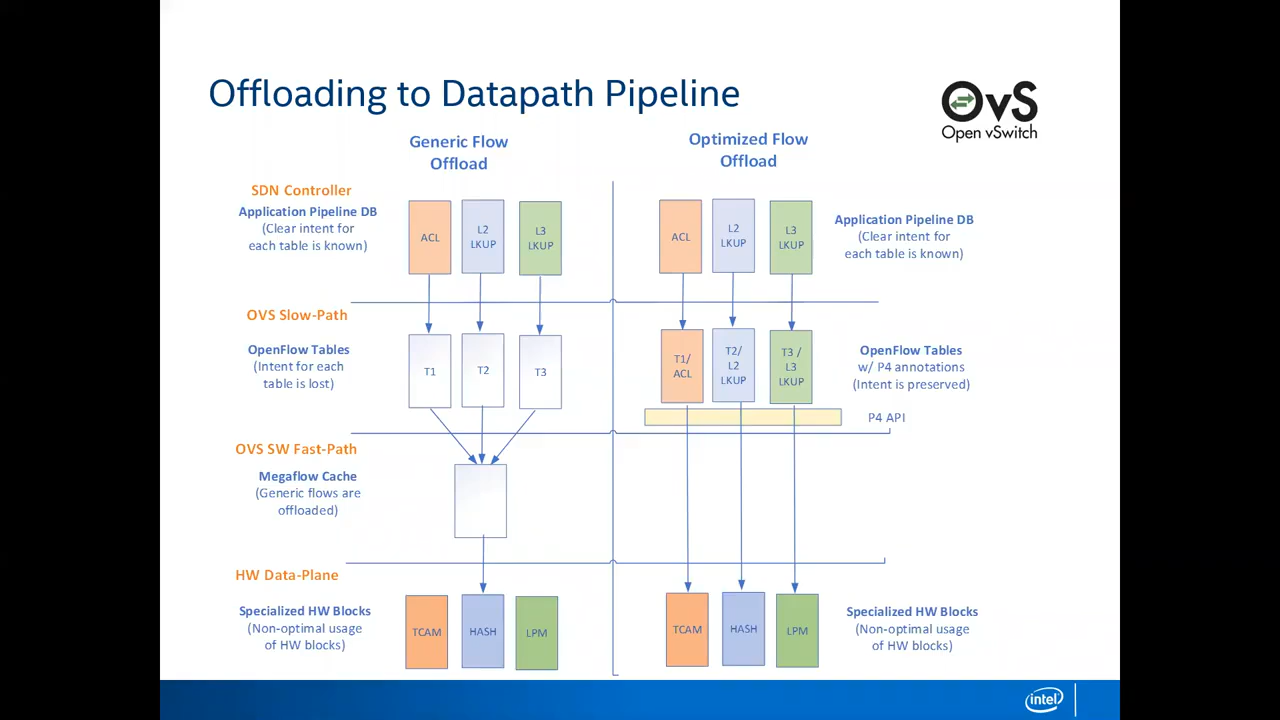 Offloading to Datapath Pipeline
OvS
Open vSwitch
Generic Flow
Offload
Optimized Flow
Offload
SDN Controller
Application Pipeline DB
(Clear intent for
each table is known)
ACL
L2
LKUP
L3
LKUP
ACL
L2
LKUP
L3
LKUP
Application Pipeline DB
(Clear intent for
each table is known)
OVS Slow-Path
OpenFlow Tables
(Intent for each
table is lost)
T1
T2
T3
T1/
ACL
T2/
L2
LKUP
T3 /
L3
LKUP
OpenFlow Tables
w/ P4 annotations
(Intent is preserved)
P4 API
OVS SW Fast-Path
Megaflow Cache
(Generic flows are
offloaded)
HW Data-Plane
Specialized HW Blocks
(Non-optimal usage
of HW blocks)
TCAM
HASH
LPM
TCAM
HASH
LPM
Specialized HW Blocks
(Non-optimal usage
of HW blocks)
intel